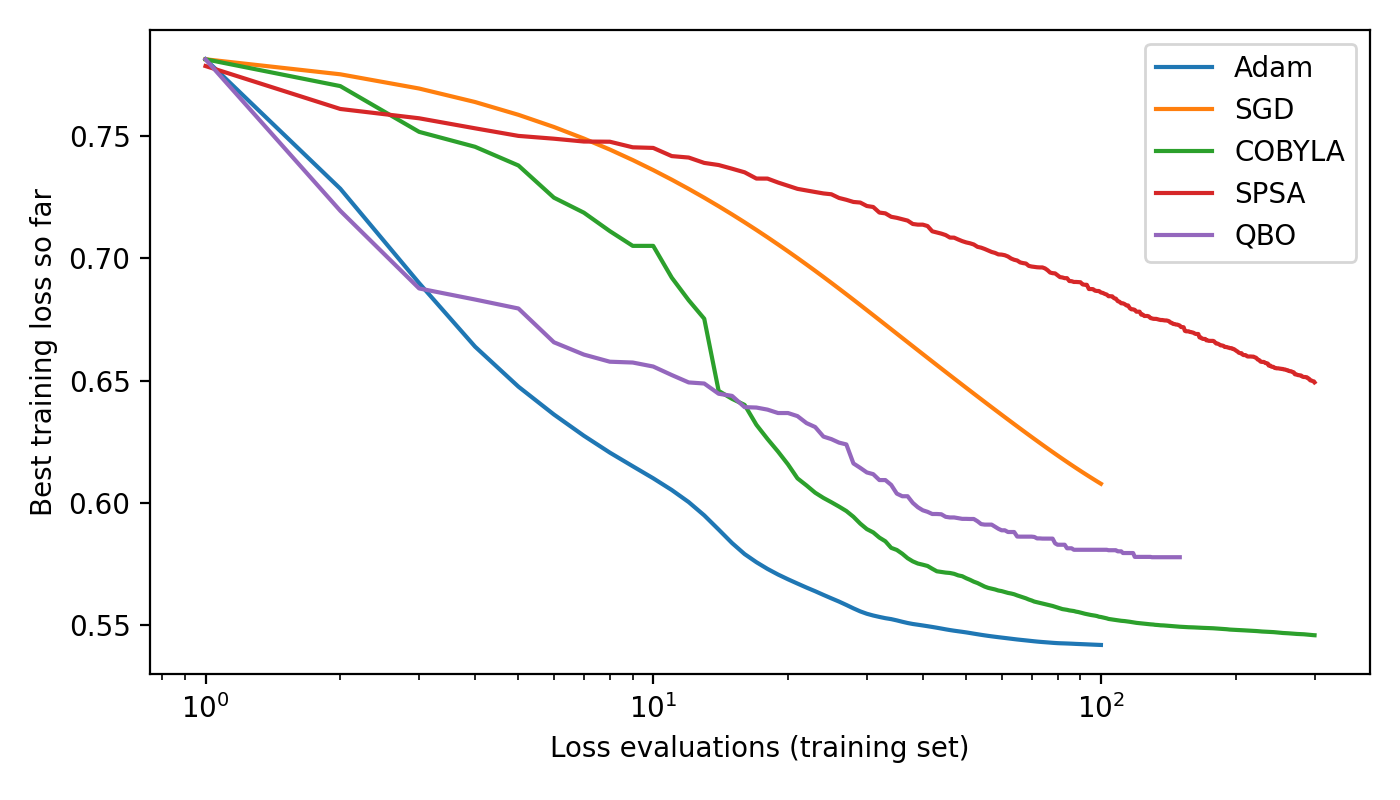 Adam
SGD
COBYLA
SPSA
QBO
Best training loss so far
0.75
0.70
0.65
0.60
0.55
10⁰
10¹
10²
Loss evaluations (training set)